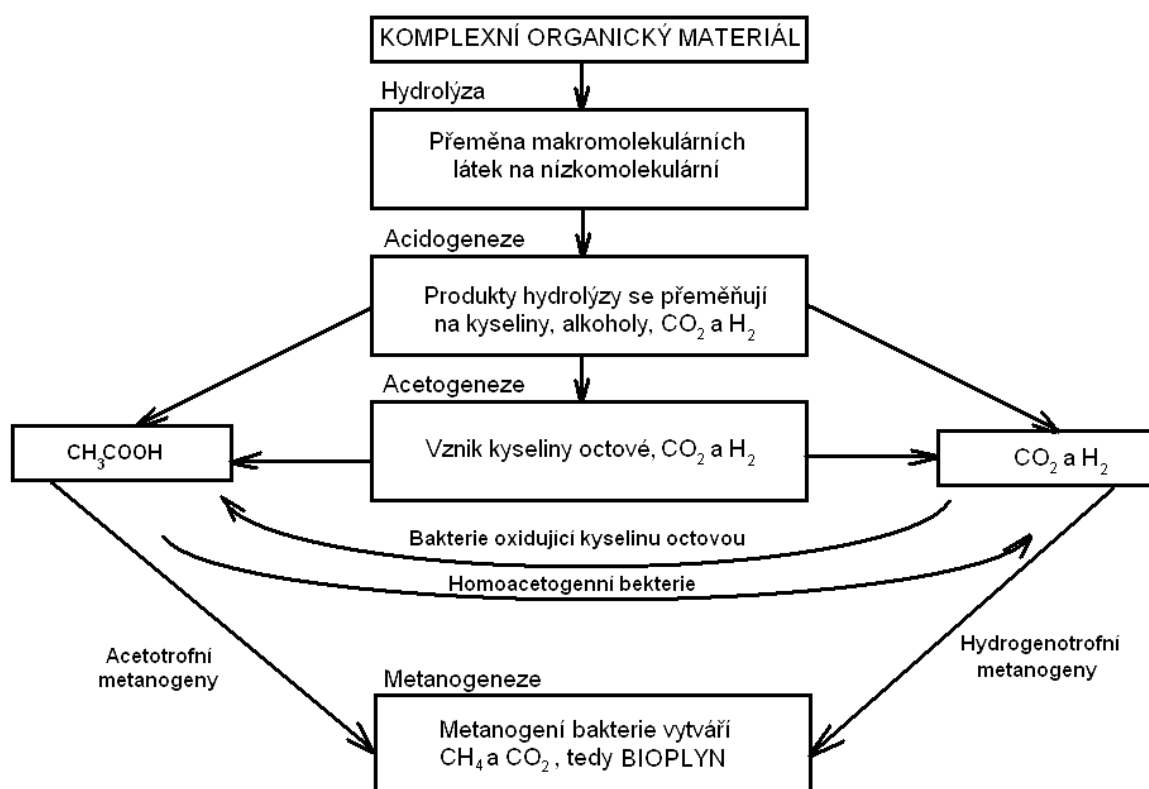 KOMPLEXNÍ ORGANICKÝ MATERIÁL
Hydrolýza
Přeměna makromolekulárních
látek na nízkomolekulární
Acidogeneze
Produkty hydrolýzy se přeměňují
na kyseliny, alkoholy, CO₂ a H₂
Acetogeneze
CH₃COOH
Vznik kyseliny octové, CO₂ a H₂
CO₂ a H₂
Bakterie oxidující kyselinu octovou
Homoacetogenní bekterie
Acetotrofní
metanogeny
Hydrogenotrofní
metanogeny
Metanogeneze
Metanogení bakterie vytváří
CH₄ a CO₂ , tedy BIOPLYN